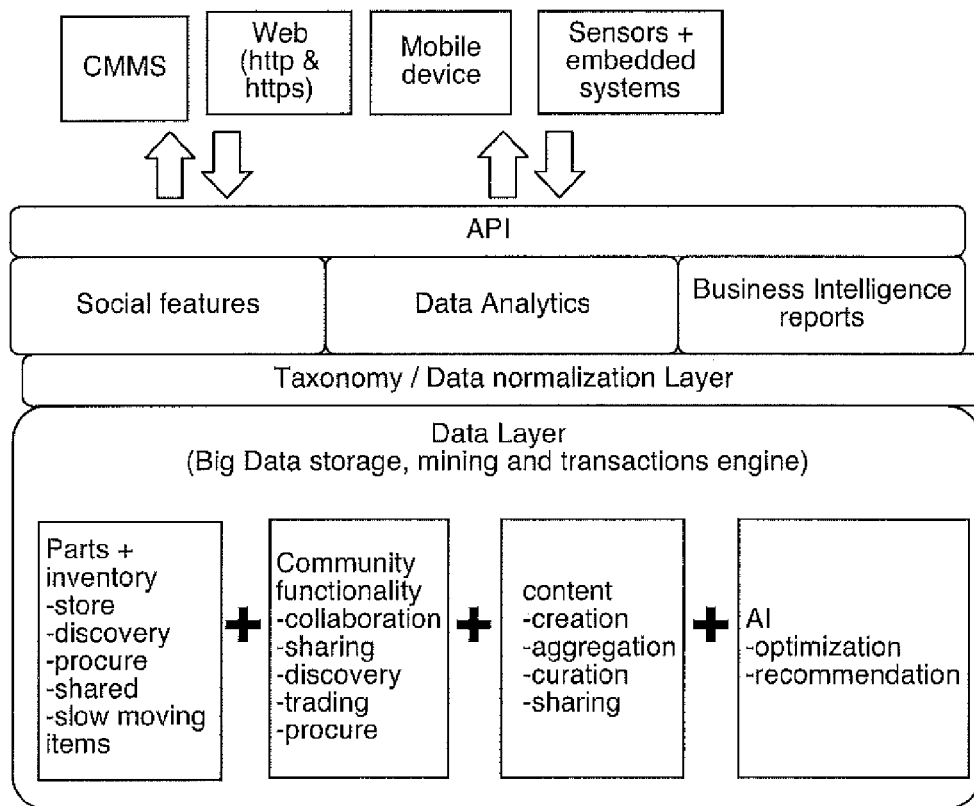 CMMS
Web
(http &
https)
Mobile
device
Sensors +
embedded
systems
API
Social features
Data Analytics
Business Intelligence
reports
Taxonomy / Data normalization Layer
Data Layer
(Big Data storage, mining and transactions engine)
Parts +
inventory
-store
-discovery
-procure
-shared
-slow moving
items
Community
functionality
-collaboration
-sharing
-discovery
-trading
-procure
content
-creation
-aggregation
-curation
-sharing
AI
-optimization
-recommendation